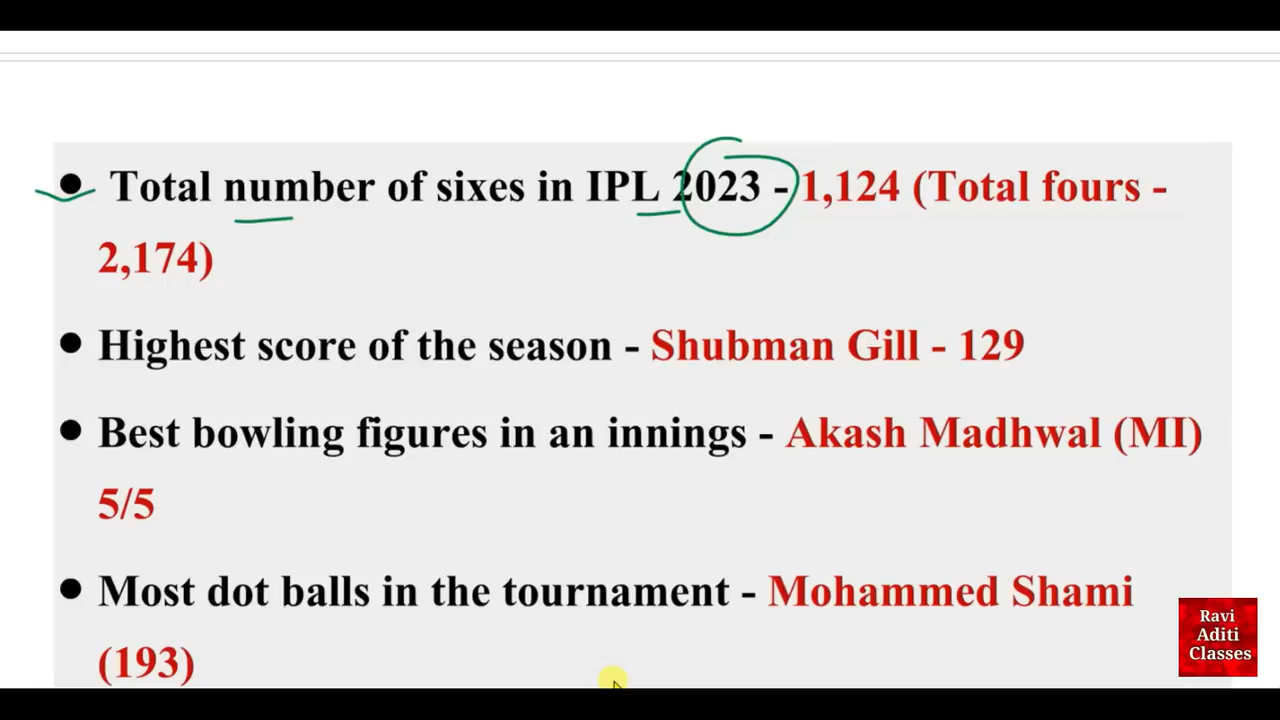 • Total number of sixes in IPL 2023 - 1,124 (Total fours -
2,174)
• Highest score of the season - Shubman Gill - 129
• Best bowling figures in an innings - Akash Madhwal (MI)
5/5
• Most dot balls in the tournament - Mohammed Shami
(193)
Ravi
Aditi
Classes